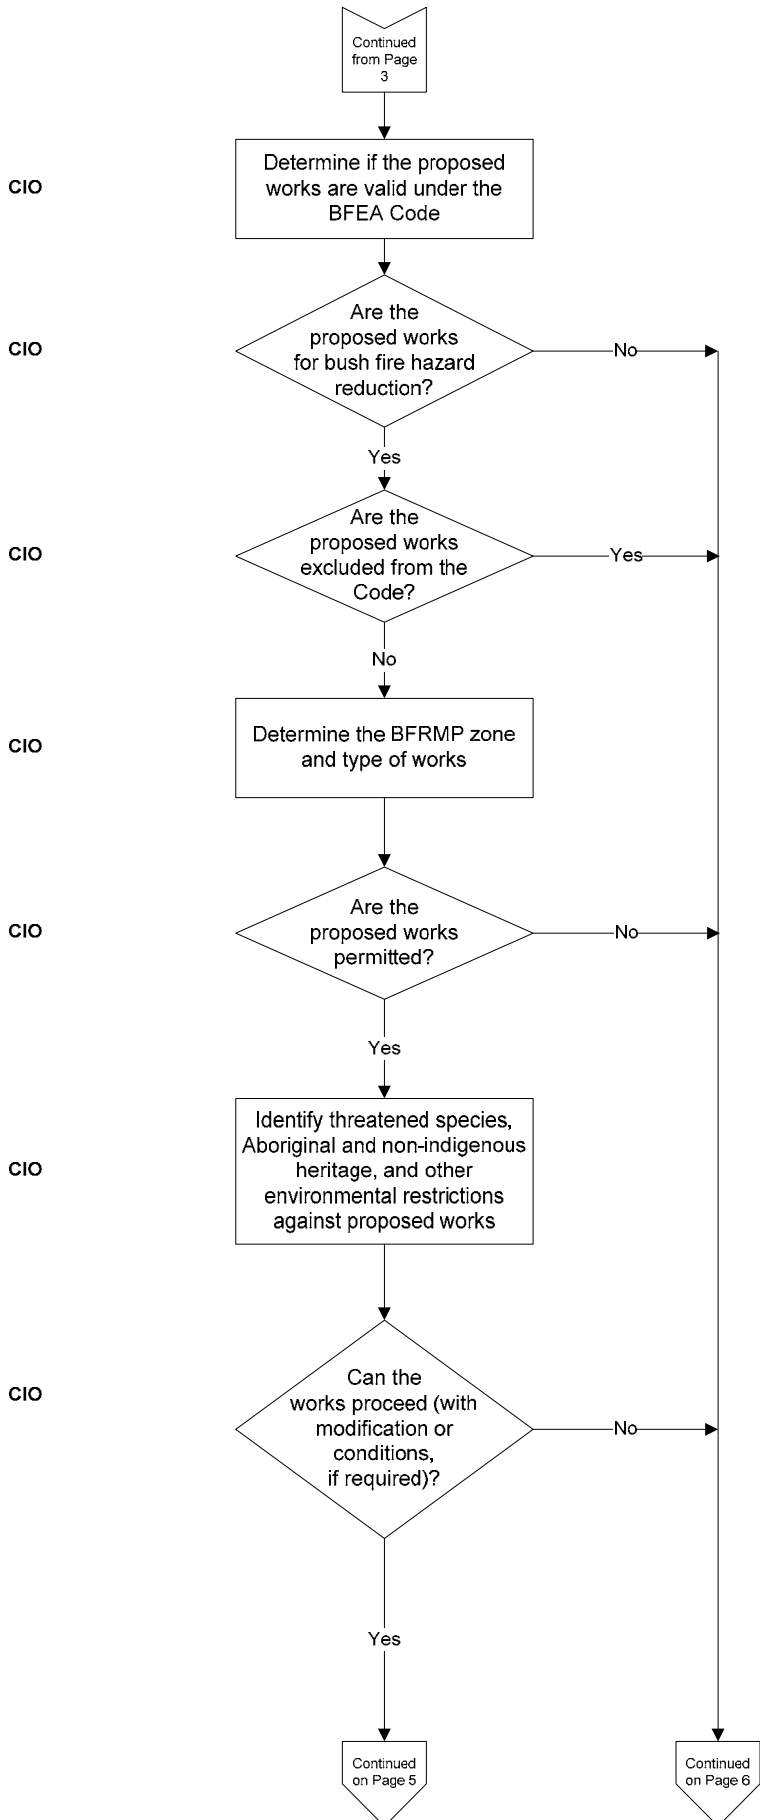 Continued
from Page
3
CIO
Determine if the proposed
works are valid under the
BFEA Code
CIO
Are the
proposed works
for bush fire hazard
reduction?
No
Yes
CIO
Are the
proposed works
excluded from the
Code?
Yes
No
CIO
Determine the BFRMP zone
and type of works
CIO
Are the
proposed works
permitted?
No
Yes
CIO
Identify threatened species,
Aboriginal and non-indigenous
heritage, and other
environmental restrictions
against proposed works
CIO
Can the
works proceed (with
modification or
conditions,
if required)?
No
Yes
Continued
on Page 5
Continued
on Page 6